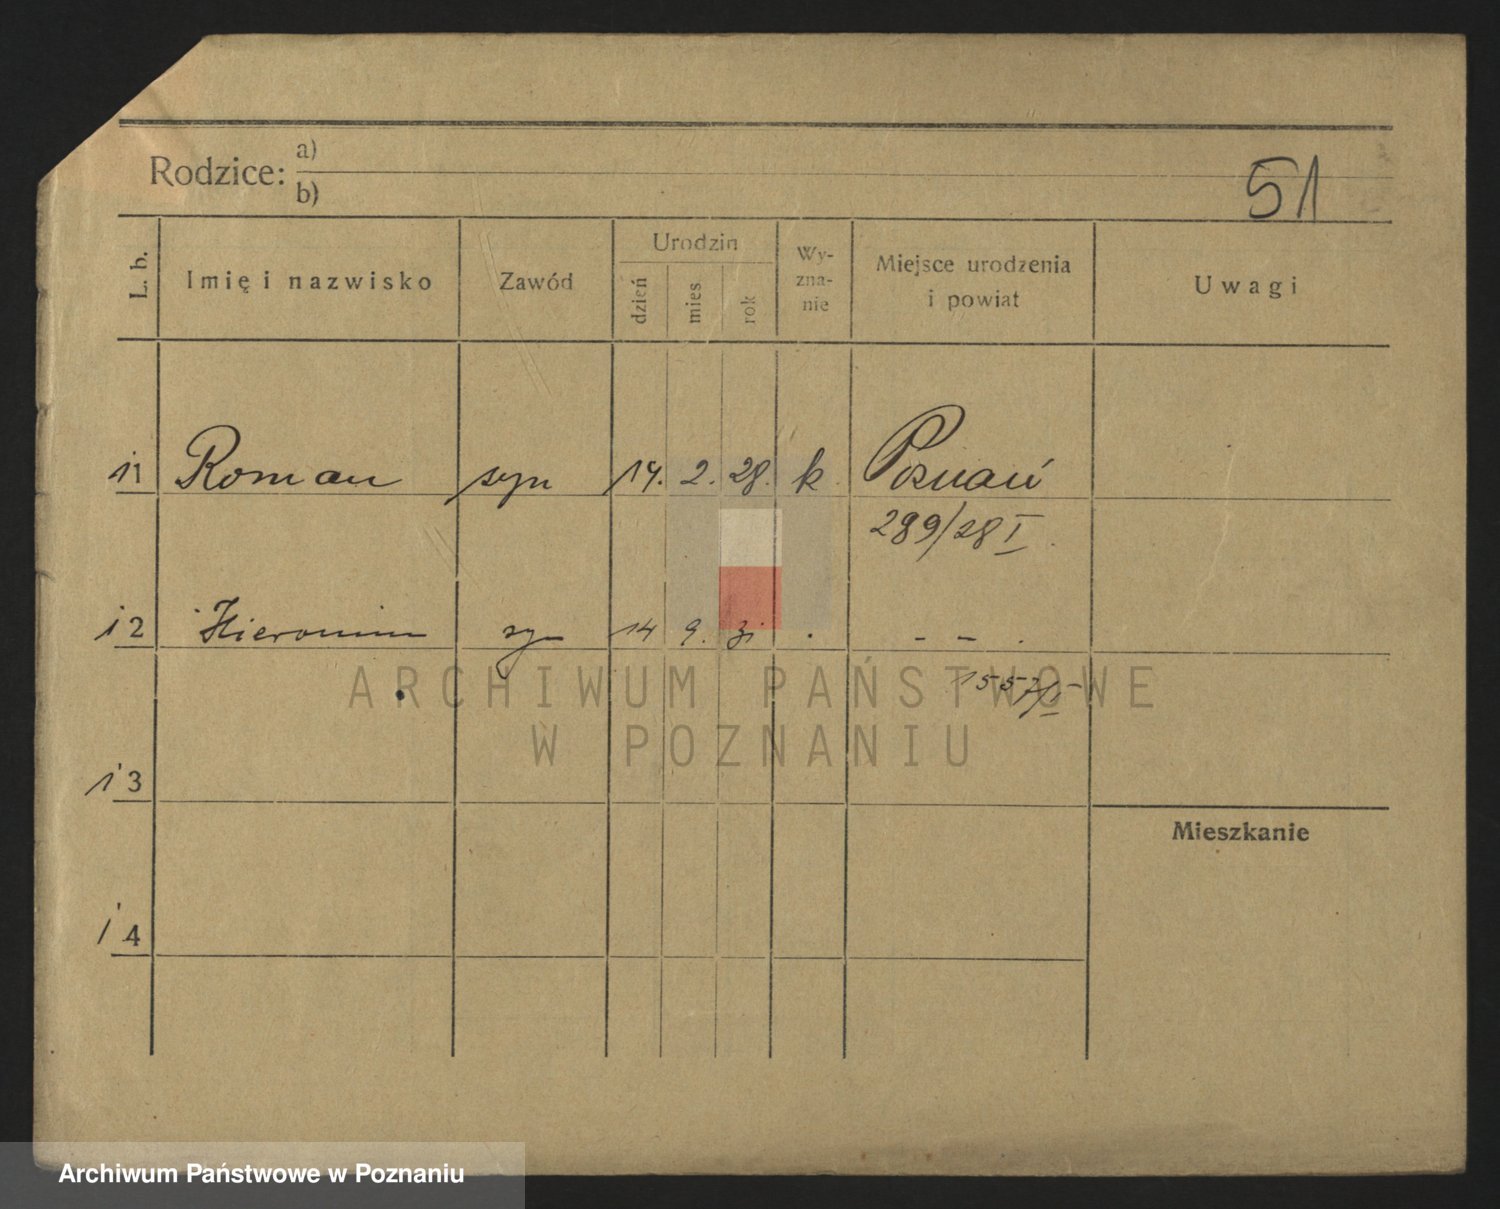 Rodzice: a)
b)
51
L. b.
Imię i nazwisko
Zawód
Urodzin
dzień
mies.
rok
Wy-
zna-
nie
Miejsce urodzenia
i powiat
Uwagi
11 Roman syn 14. 2. 28. k Poznań
289/28 I
12 Hieronim syn 14 9. 31 - - -
ARCHIWUM PAŃSTWOWE
W POZNANIU
13
Mieszkanie
14
Archiwum Państwowe w Poznaniu